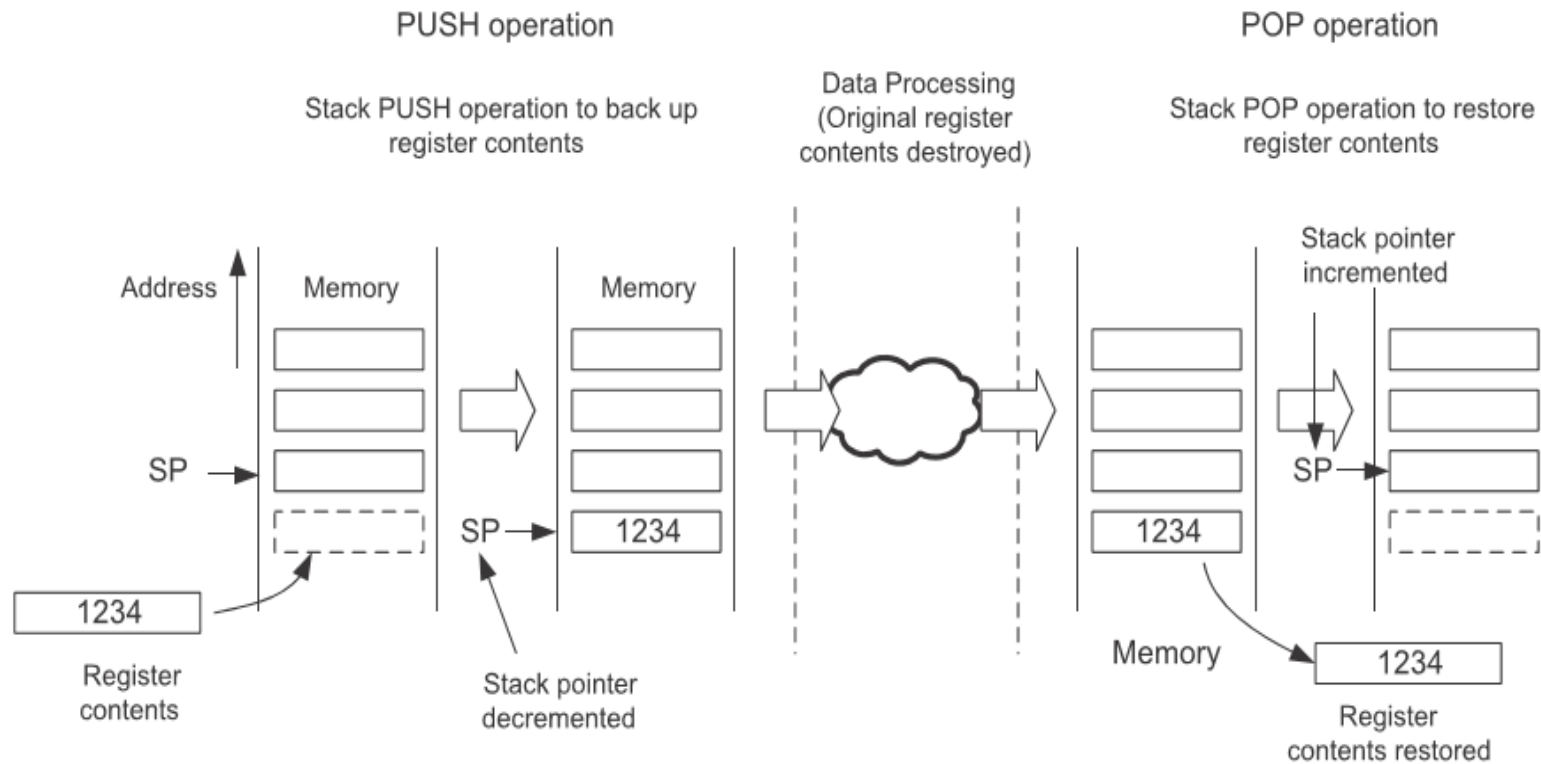 PUSH operation
Stack PUSH operation to back up
register contents
Address
Memory
Memory
SP
SP
1234
1234
Register
contents
Stack pointer
decremented
Data Processing
(Original register
contents destroyed)
POP operation
Stack POP operation to restore
register contents
Stack pointer
incremented
SP
1234
Memory
1234
Register
contents restored